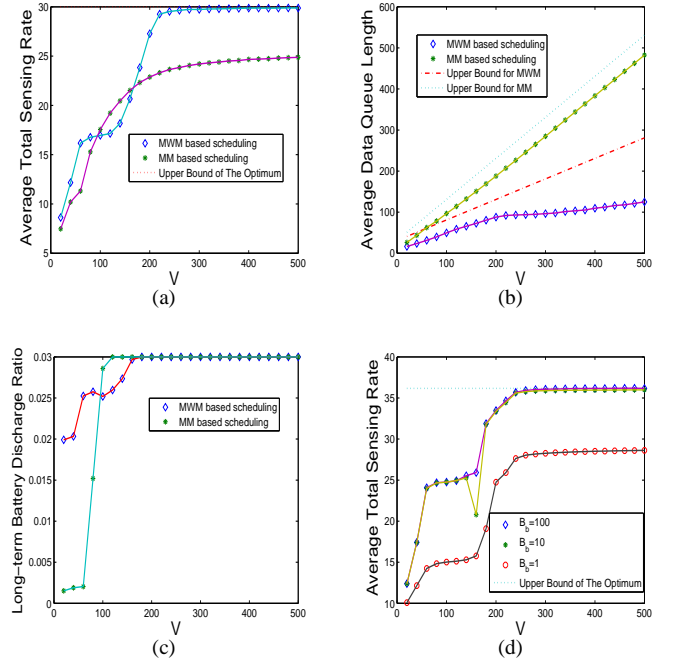 30
25
20
15
10
5
0 100 200 300 400 500
Average Total Sensing Rate
V
MWM based scheduling
MM based scheduling
Upper Bound of The Optimum
(a)
600
500
400
300
200
100
0
0 100 200 300 400 500
Average Data Queue Length
V
MWM based scheduling
MM based scheduling
Upper Bound for MWM
Upper Bound for MM
(b)
0.03
0.025
0.02
0.015
0.01
0.005
0
0 100 200 300 400 500
Long-term Battery Discharge Ratio
V
MWM based scheduling
MM based scheduling
(c)
40
35
30
25
20
15
10
0 100 200 300 400 500
Average Total Sensing Rate
V
B_b=100
B_b=10
B_b=1
Upper Bound of The Optimum
(d)